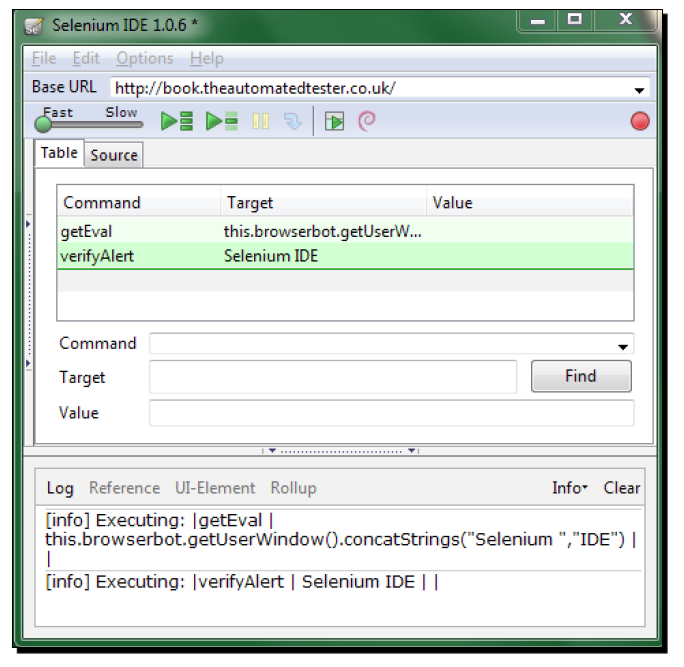 Selenium IDE 1.0.6 *
File Edit Options Help
Base URL http://book.theautomatedtester.co.uk/
Fast Slow
Table Source
Command Target Value
getEval this.browserbot.getUserW...
verifyAlert Selenium IDE
Command
Target Find
Value
Log Reference UI-Element Rollup Info Clear
[info] Executing: |getEval |
this.browserbot.getUserWindow().concatStrings("Selenium ","IDE") |
|
[info] Executing: |verifyAlert | Selenium IDE | |